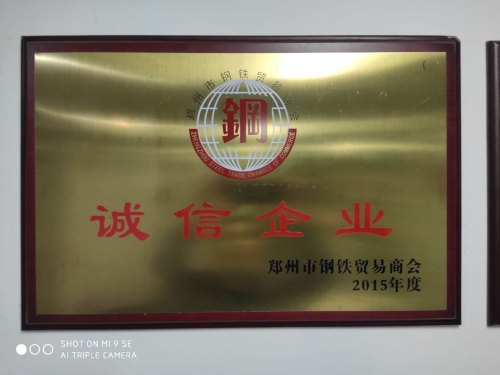 郑州市钢铁贸易商会
鋼
ZHENGZHOU STEEL TRADE CHAMBER OF COMMERCE
诚信企业
郑州市钢铁贸易商会
2015年度
SHOT ON MI 9 SE
AI TRIPLE CAMERA